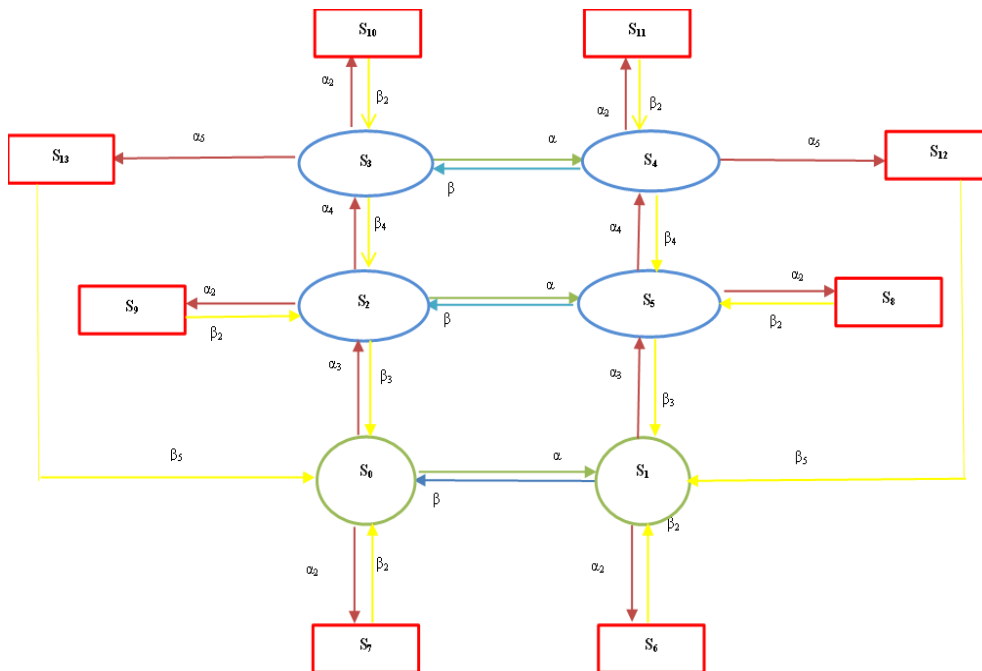 S₁₀ S₁₁
α₂ β₂ α₂ β₂
S₁₃ α₅ S₃ α S₄ α₅ S₁₂
β
α₄ β₄ α₄ β₄
S₉ α₂ S₂ α S₅ α₂ S₈
β₂ β β₂
α₃ β₃ α₃ β₃
β₅ S₀ α S₁ β₅
β
β₂
α₂ β₂ α₂
S₇ S₆